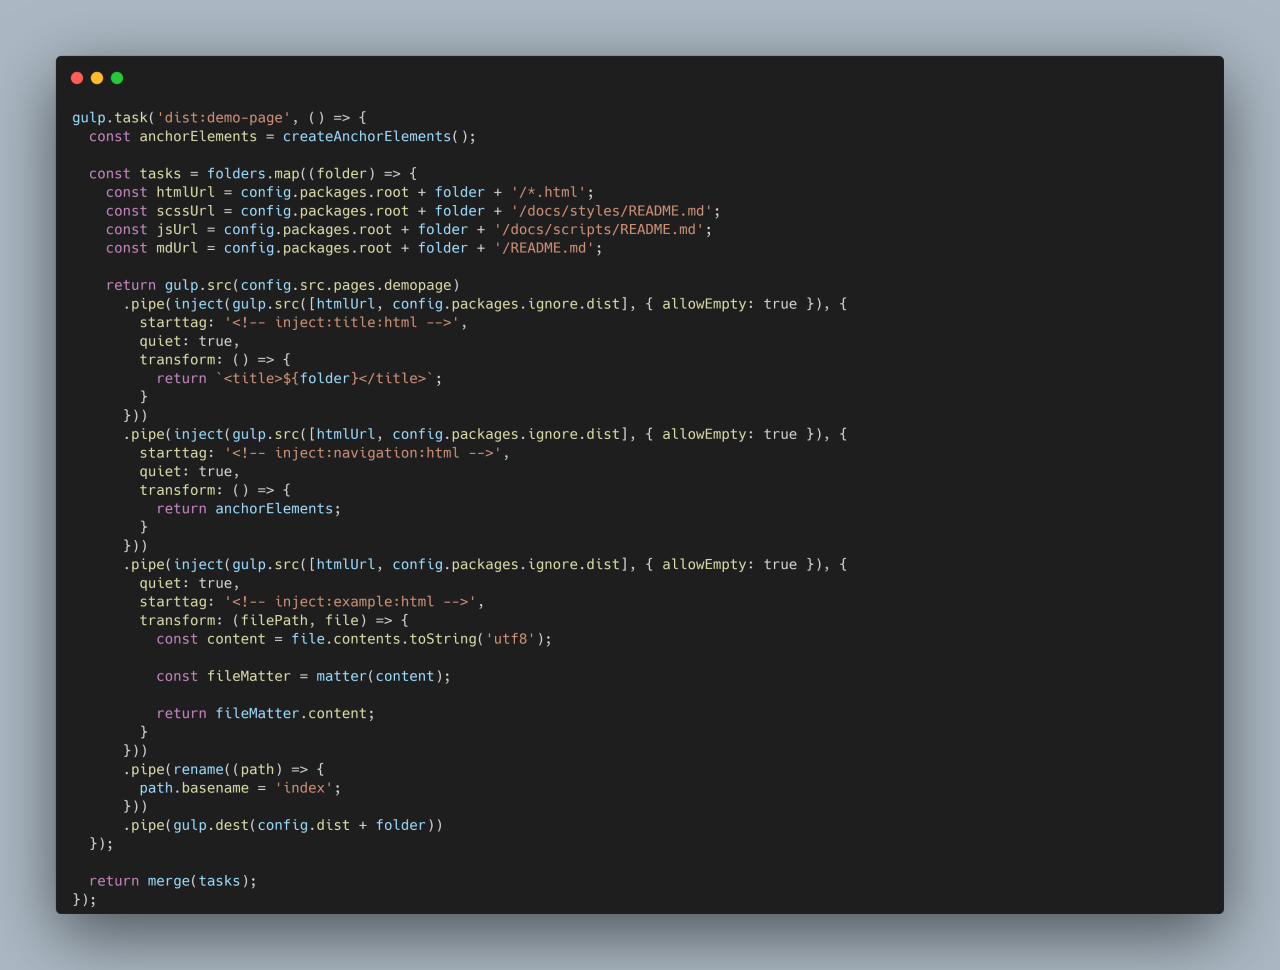 gulp.task('dist:demo-page', () => {
  const anchorElements = createAnchorElements();

  const tasks = folders.map((folder) => {
    const htmlUrl = config.packages.root + folder + '/*.html';
    const scssUrl = config.packages.root + folder + '/docs/styles/README.md';
    const jsUrl = config.packages.root + folder + '/docs/scripts/README.md';
    const mdUrl = config.packages.root + folder + '/README.md';

    return gulp.src(config.src.pages.demopage)
      .pipe(inject(gulp.src([htmlUrl, config.packages.ignore.dist], { allowEmpty: true }), {
        starttag: '<!-- inject:title:html -->',
        quiet: true,
        transform: () => {
          return `<title>${folder}</title>`;
        }
      }))
      .pipe(inject(gulp.src([htmlUrl, config.packages.ignore.dist], { allowEmpty: true }), {
        starttag: '<!-- inject:navigation:html -->',
        quiet: true,
        transform: () => {
          return anchorElements;
        }
      }))
      .pipe(inject(gulp.src([htmlUrl, config.packages.ignore.dist], { allowEmpty: true }), {
        quiet: true,
        starttag: '<!-- inject:example:html -->',
        transform: (filePath, file) => {
          const content = file.contents.toString('utf8');

          const fileMatter = matter(content);

          return fileMatter.content;
        }
      }))
      .pipe(rename((path) => {
        path.basename = 'index';
      }))
      .pipe(gulp.dest(config.dist + folder))
  });

  return merge(tasks);
});